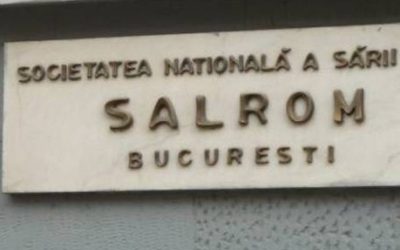 SOCIETATEA NATIONALĂ A SĂRII
SALROM
BUCURESTI